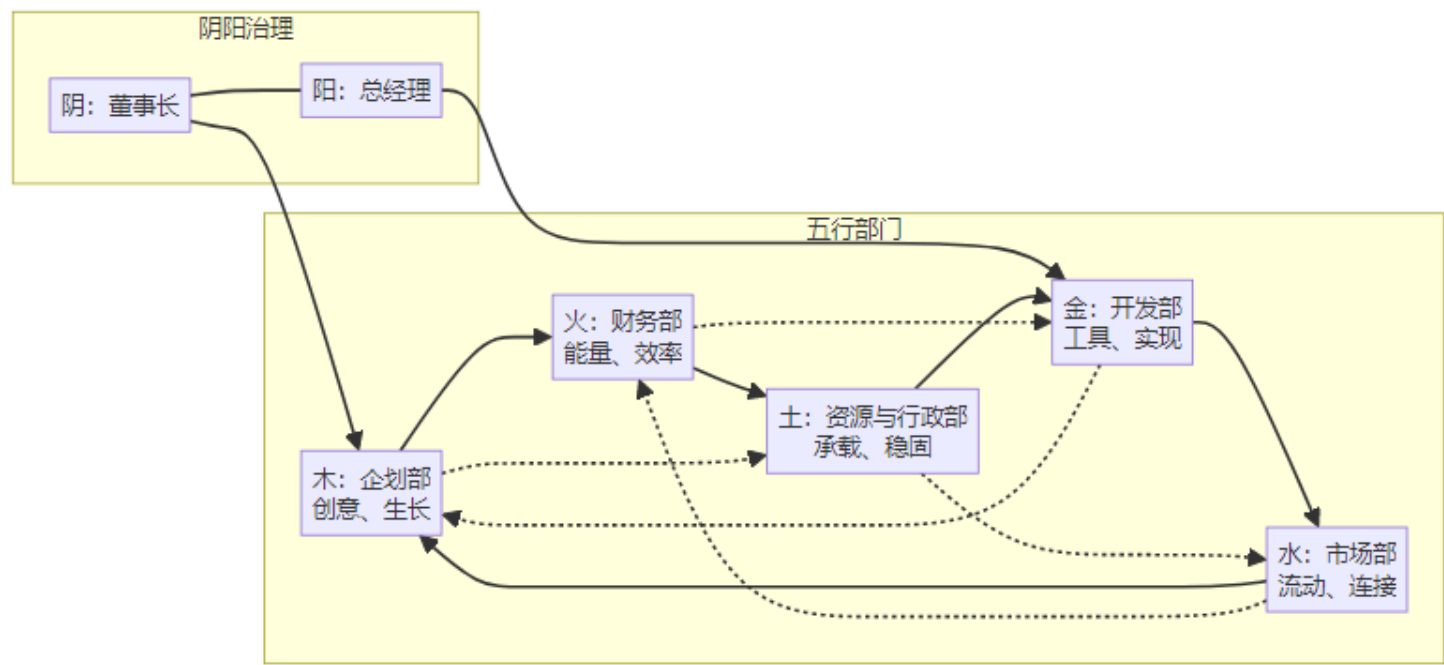 阴阳治理
阴：董事长
阳：总经理
五行部门
火：财务部
能量、效率
金：开发部
工具、实现
土：资源与行政部
承载、稳固
木：企划部
创意、生长
水：市场部
流动、连接